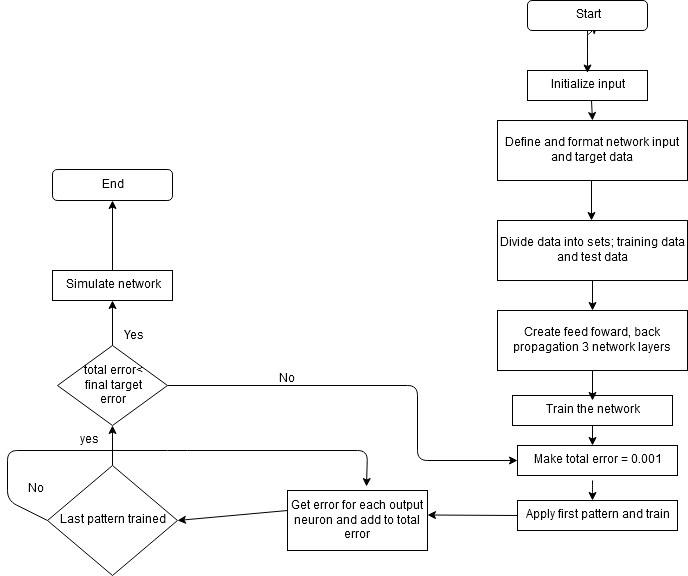 Start
Initialize input
Define and format network input
and target data
Divide data into sets; training data
and test data
Create feed foward, back
propagation 3 network layers
Train the network
Make total error = 0.001
Apply first pattern and train
Get error for each output
neuron and add to total
error
Last pattern trained
No
yes
total error<
final target
error
No
Yes
Simulate network
End